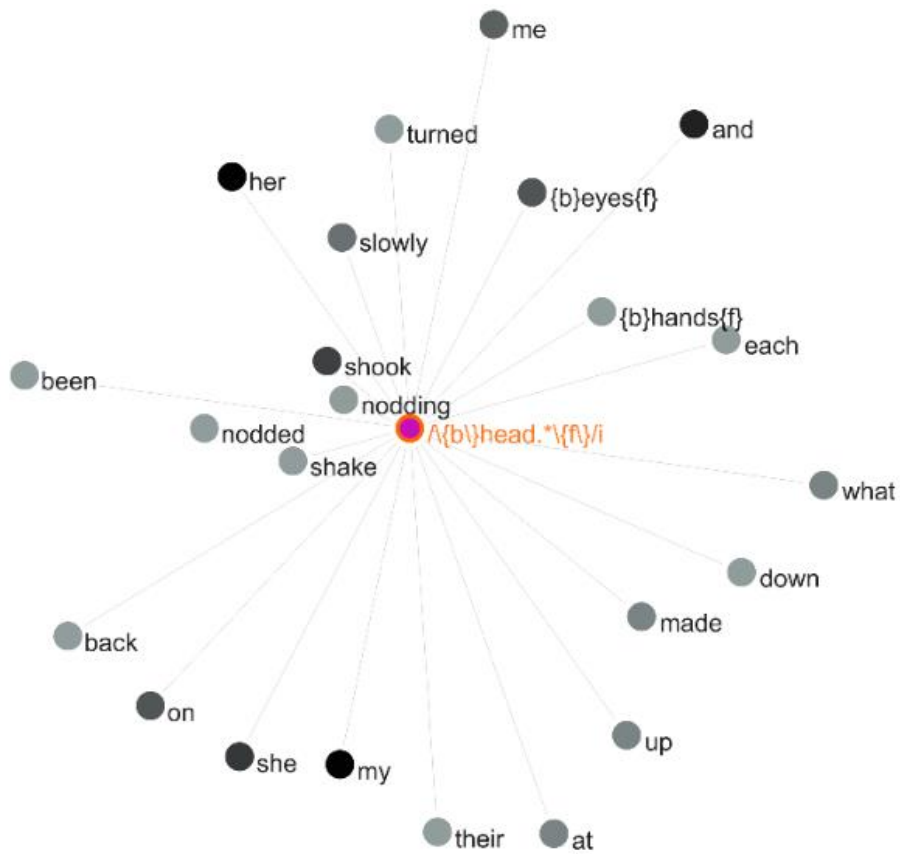 me
turned
and
her
{b}eyes{f}
slowly
{b}hands{f}
each
shook
been
nodding
nodded
/\{b\}head.*\{f\}/i
shake
what
down
made
back
on
up
she
my
their
at